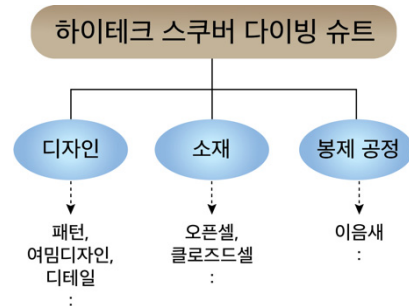 하이테크 스쿠버 다이빙 슈트
디자인
소재
봉제 공정
패턴,
여밈디자인,
디테일
:
오픈셀,
클로즈드셀
:
이음새
: